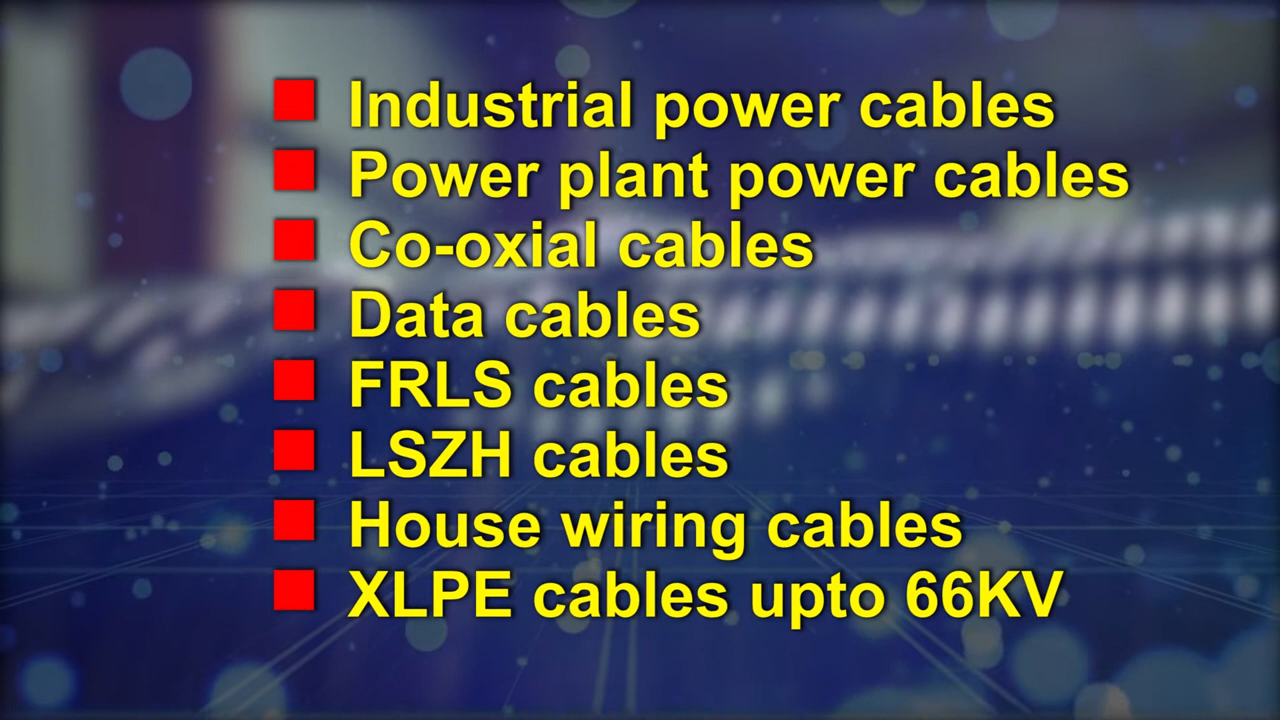 Industrial power cables
Power plant power cables
Co-oxial cables
Data cables
FRLS cables
LSZH cables
House wiring cables
XLPE cables upto 66KV